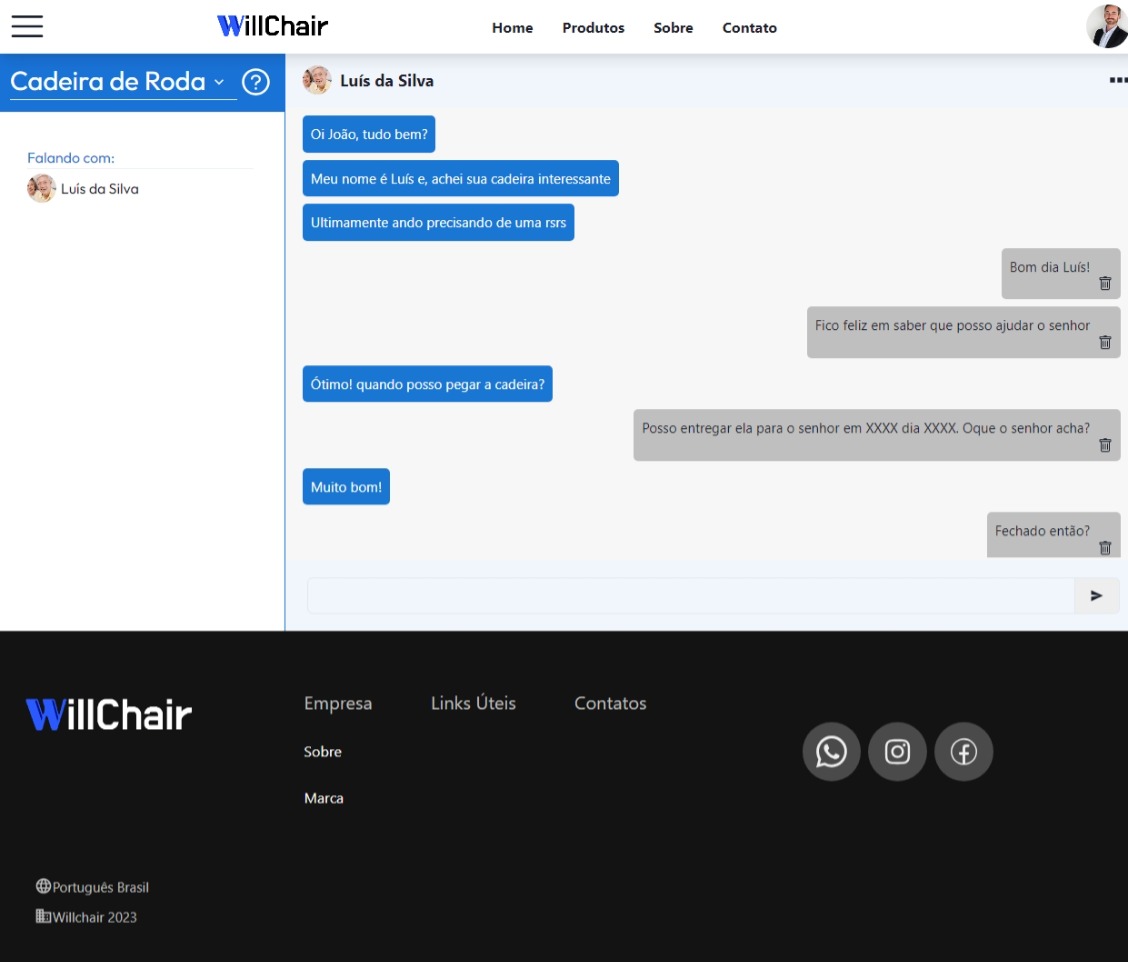 WillChair
Home Produtos Sobre Contato
Cadeira de Roda
?
Falando com:
Luís da Silva
Luís da Silva
Oi João, tudo bem?
Meu nome é Luís e, achei sua cadeira interessante
Ultimamente ando precisando de uma rsrs
Bom dia Luís!
Fico feliz em saber que posso ajudar o senhor
Ótimo! quando posso pegar a cadeira?
Posso entregar ela para o senhor em XXXX dia XXXX. Oque o senhor acha?
Muito bom!
Fechado então?
WillChair
Empresa
Sobre
Marca
Links Úteis
Contatos
Português Brasil
Willchair 2023